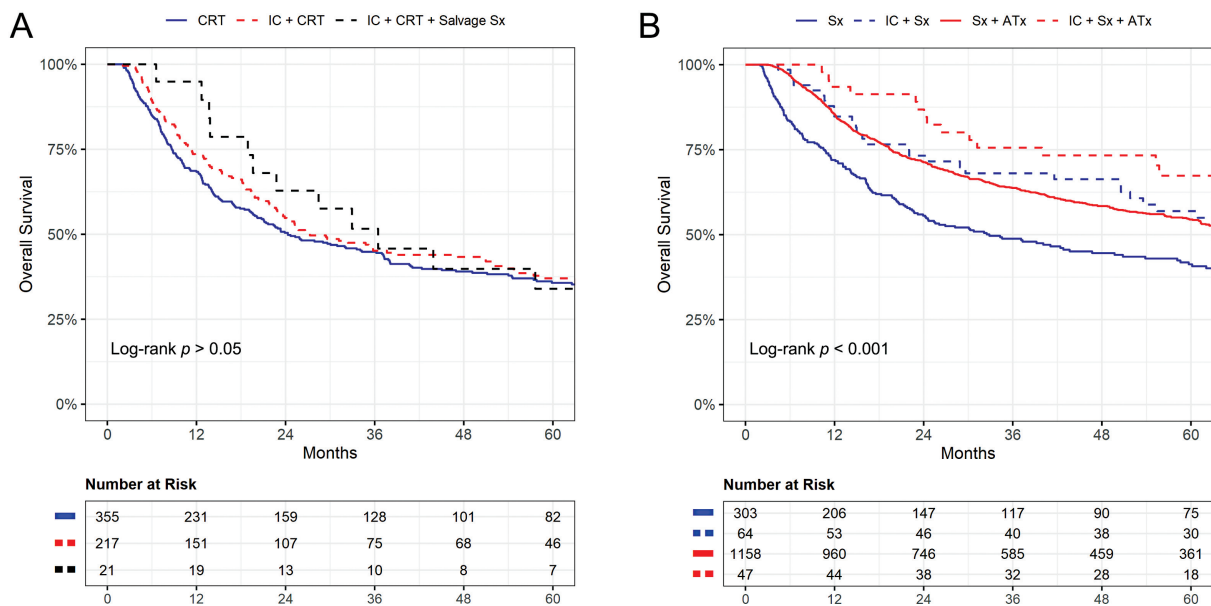 A
CRT IC + CRT IC + CRT + Salvage Sx
100%
75%
50%
25%
0%
Overall Survival
Log-rank p > 0.05
0 12 24 36 48 60
Months
Number at Risk
355 231 159 128 101 82
217 151 107 75 68 46
21 19 13 10 8 7
0 12 24 36 48 60
B
Sx IC + Sx Sx + ATx IC + Sx + ATx
100%
75%
50%
25%
0%
Overall Survival
Log-rank p < 0.001
0 12 24 36 48 60
Months
Number at Risk
303 206 147 117 90 75
64 53 46 40 38 30
1158 960 746 585 459 361
47 44 38 32 28 18
0 12 24 36 48 60